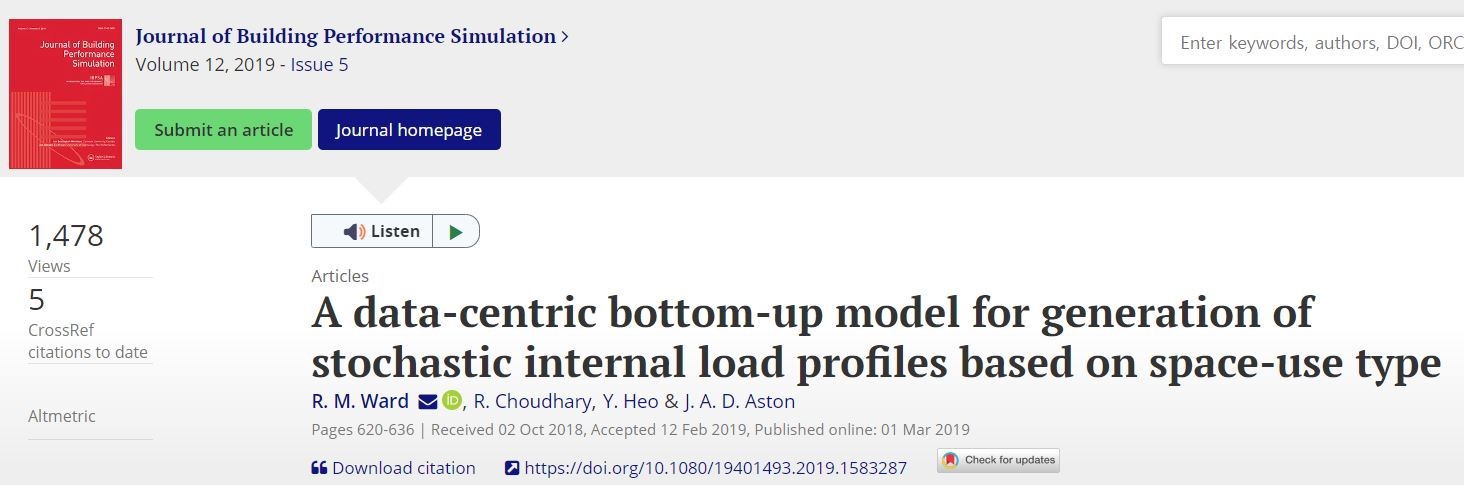 Journal of Building
Performance
Simulation
Journal of Building Performance Simulation >
Volume 12, 2019 - Issue 5
Enter keywords, authors, DOI, ORC
Submit an article
Journal homepage
Listen
1,478
Views
5
CrossRef
citations to date
Altmetric
Articles
A data-centric bottom-up model for generation of
stochastic internal load profiles based on space-use type
R. M. Ward iD, R. Choudhary, Y. Heo & J. A. D. Aston
Pages 620-636 | Received 02 Oct 2018, Accepted 12 Feb 2019, Published online: 01 Mar 2019
Download citation https://doi.org/10.1080/19401493.2019.1583287 Check for updates